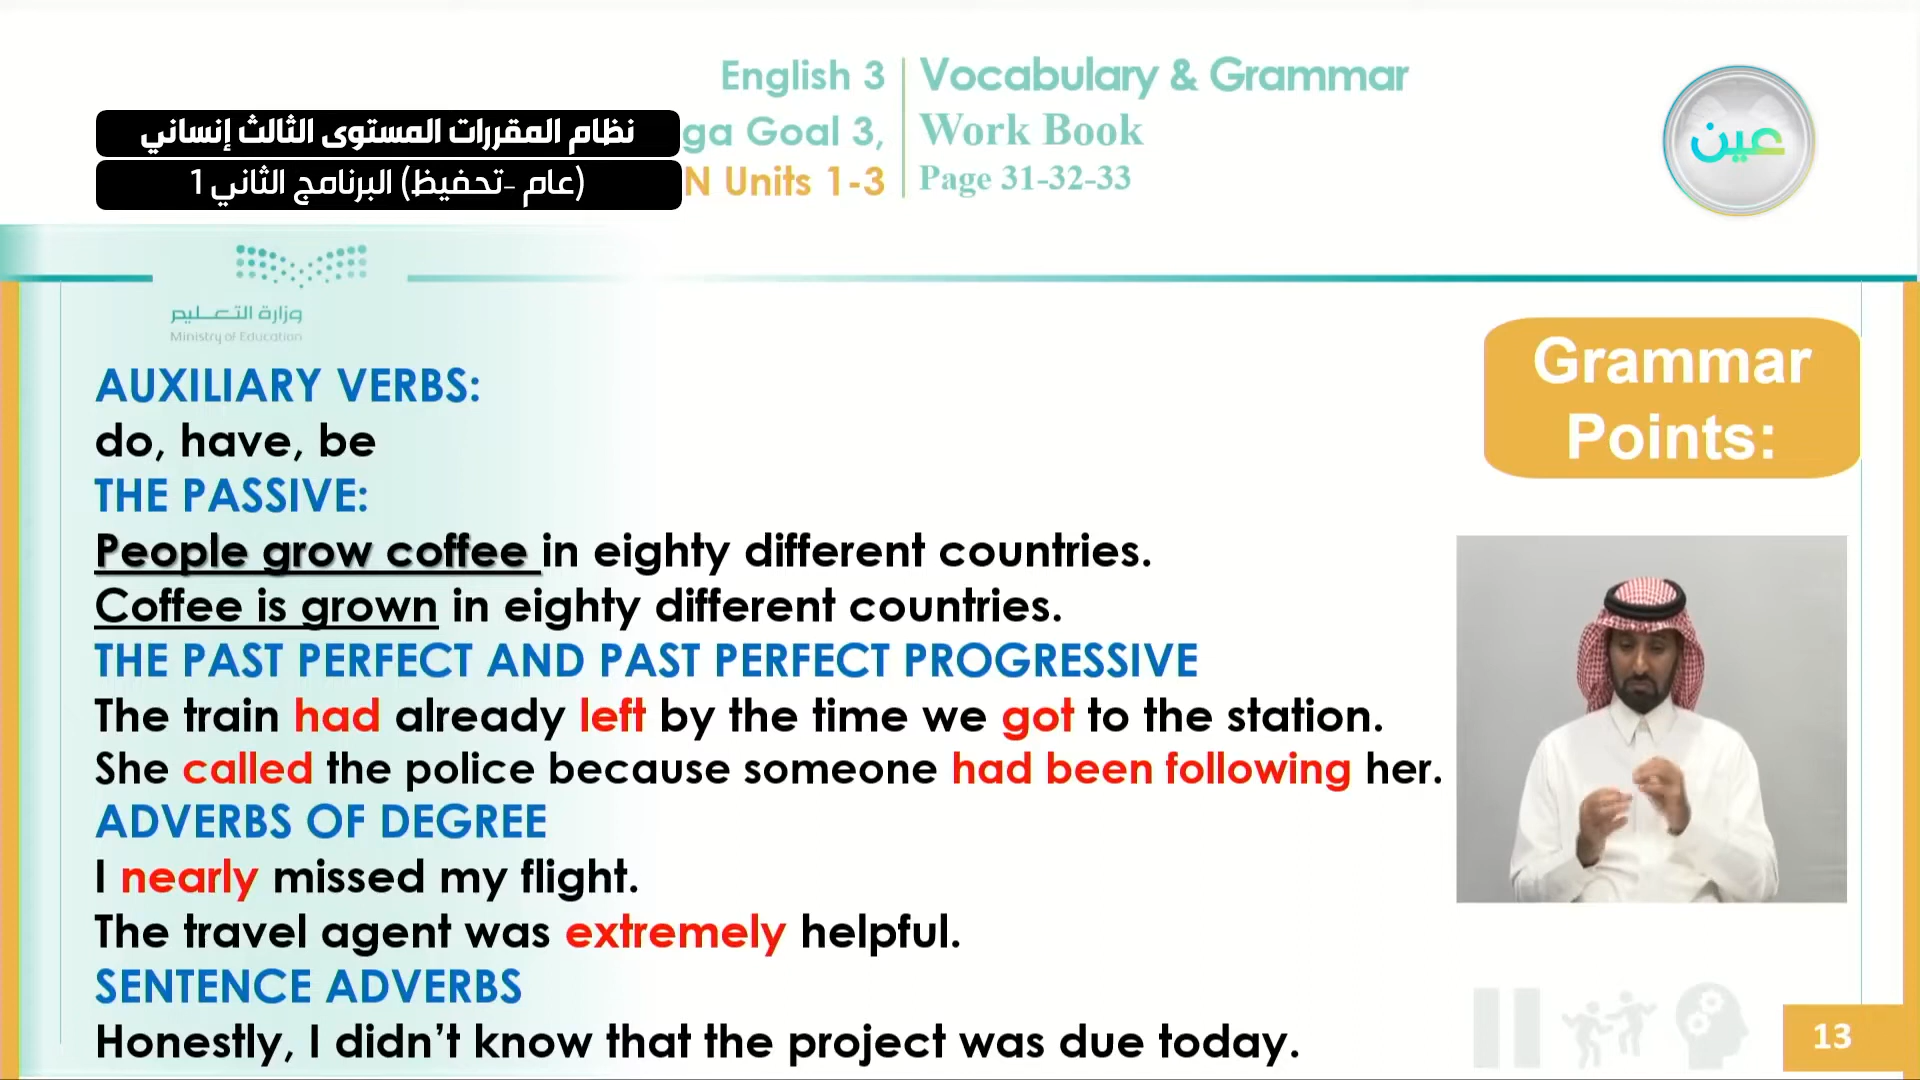 English 3
Vocabulary & Grammar
نظام المقررات المستوى الثالث إنساني
ga Goal 3,
Work Book
(عام -تحفيظ) البرنامج الثاني 1
N Units 1-3
Page 31-32-33
عين
وزارة التعليم
Ministry of Education
Grammar
Points:
AUXILIARY VERBS:
do, have, be
THE PASSIVE:
People grow coffee in eighty different countries.
Coffee is grown in eighty different countries.
THE PAST PERFECT AND PAST PERFECT PROGRESSIVE
The train had already left by the time we got to the station.
She called the police because someone had been following her.
ADVERBS OF DEGREE
I nearly missed my flight.
The travel agent was extremely helpful.
SENTENCE ADVERBS
Honestly, I didn’t know that the project was due today.
13